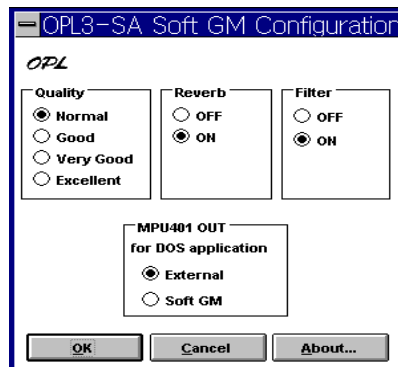 OPL3-SA Soft GM Configuration
OPL
Quality
Normal
Good
Very Good
Excellent
Reverb
OFF
ON
Filter
OFF
ON
MPU401 OUT
for DOS application
External
Soft GM
OK
Cancel
About...